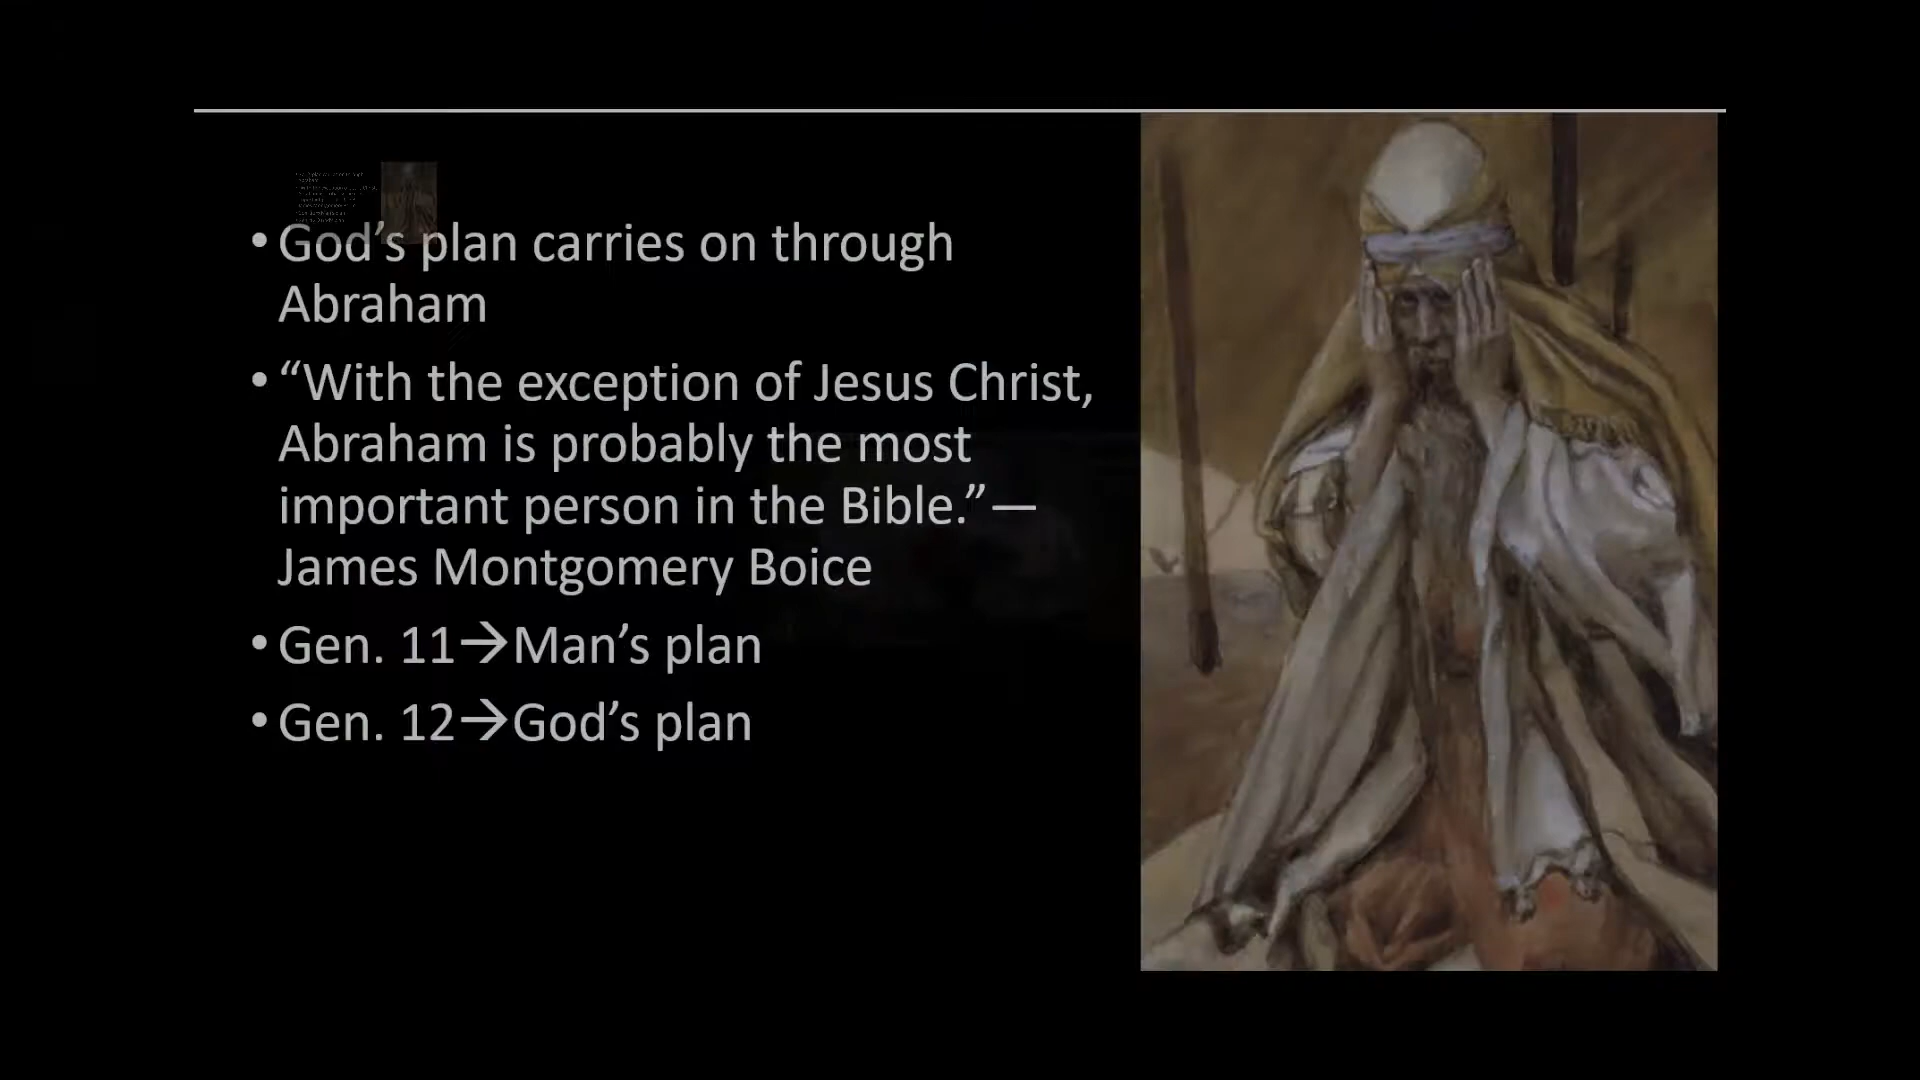 •God’s plan carries on through
Abraham
•“With the exception of Jesus Christ,
Abraham is probably the most
important person in the Bible.”—
James Montgomery Boice
•Gen. 11→Man’s plan
•Gen. 12→God’s plan